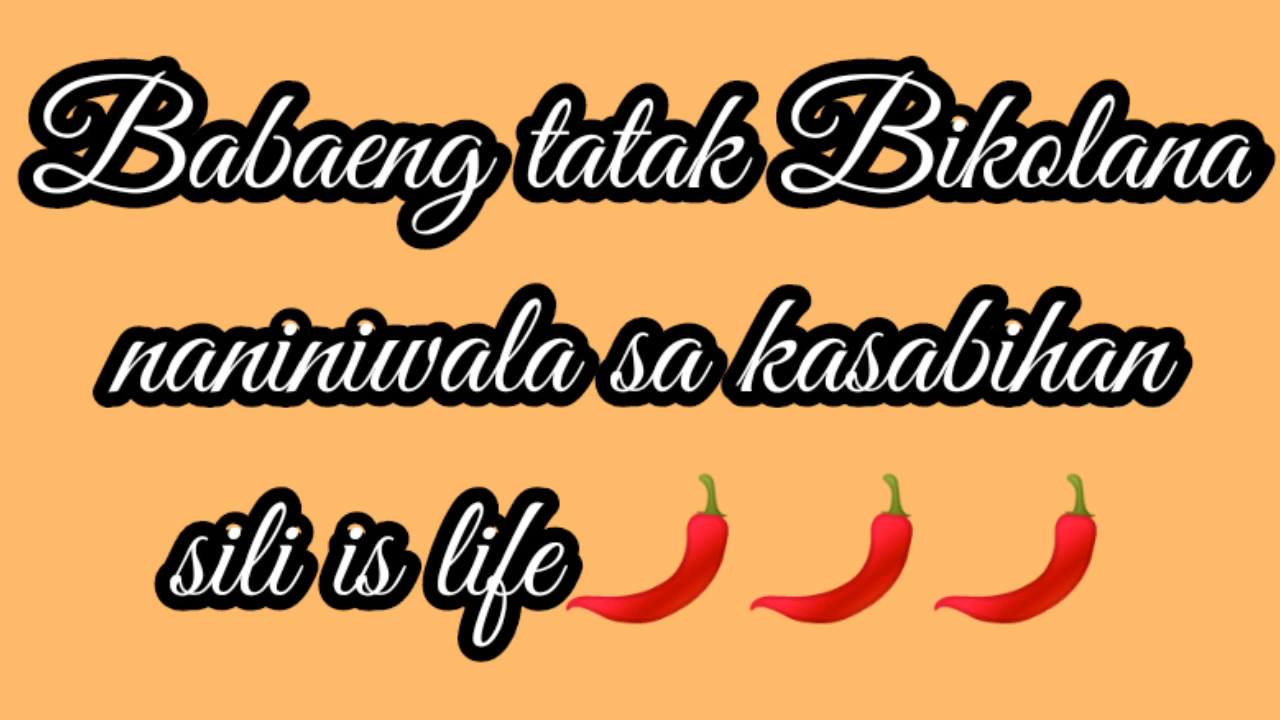 Babaeng tatak Bikolana
naniniwala sa kasabihan
sili is life🌶️🌶️🌶️